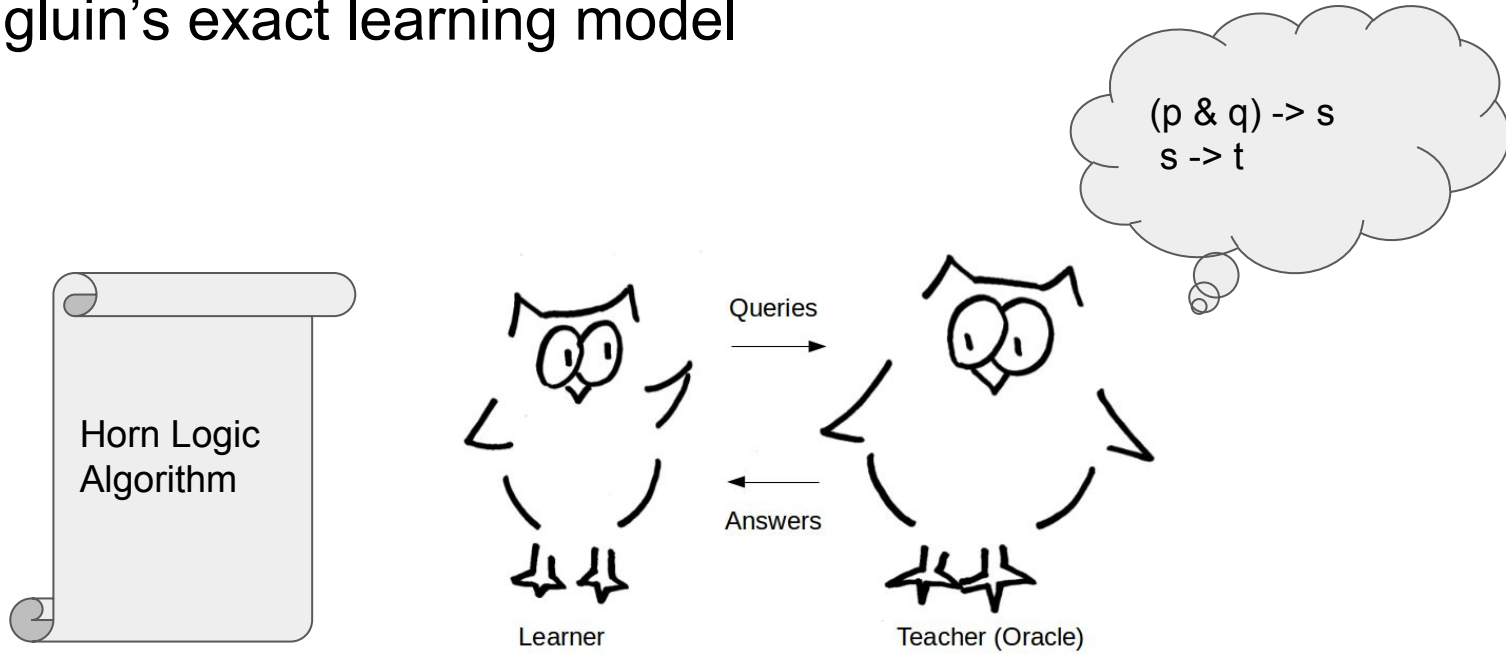 gluin's exact learning model
(p & q) -> s
s -> t
Queries
Horn Logic
Algorithm
Answers
Learner
Teacher (Oracle)